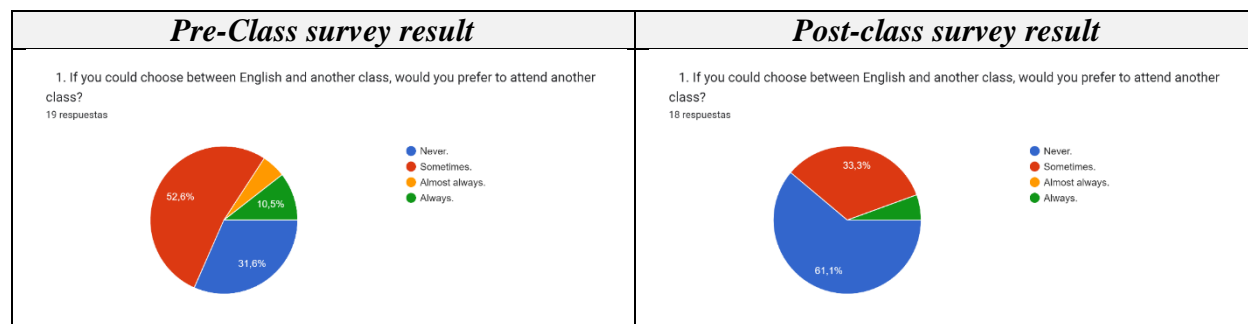 Pre-Class survey result
Post-class survey result
1. If you could choose between English and another class, would you prefer to attend another
class?
19 respuestas
52,6%
10,5%
31,6%
Never.
Sometimes.
Almost always.
Always.
1. If you could choose between English and another class, would you prefer to attend another
class?
18 respuestas
33,3%
61,1%
Never.
Sometimes.
Almost always.
Always.